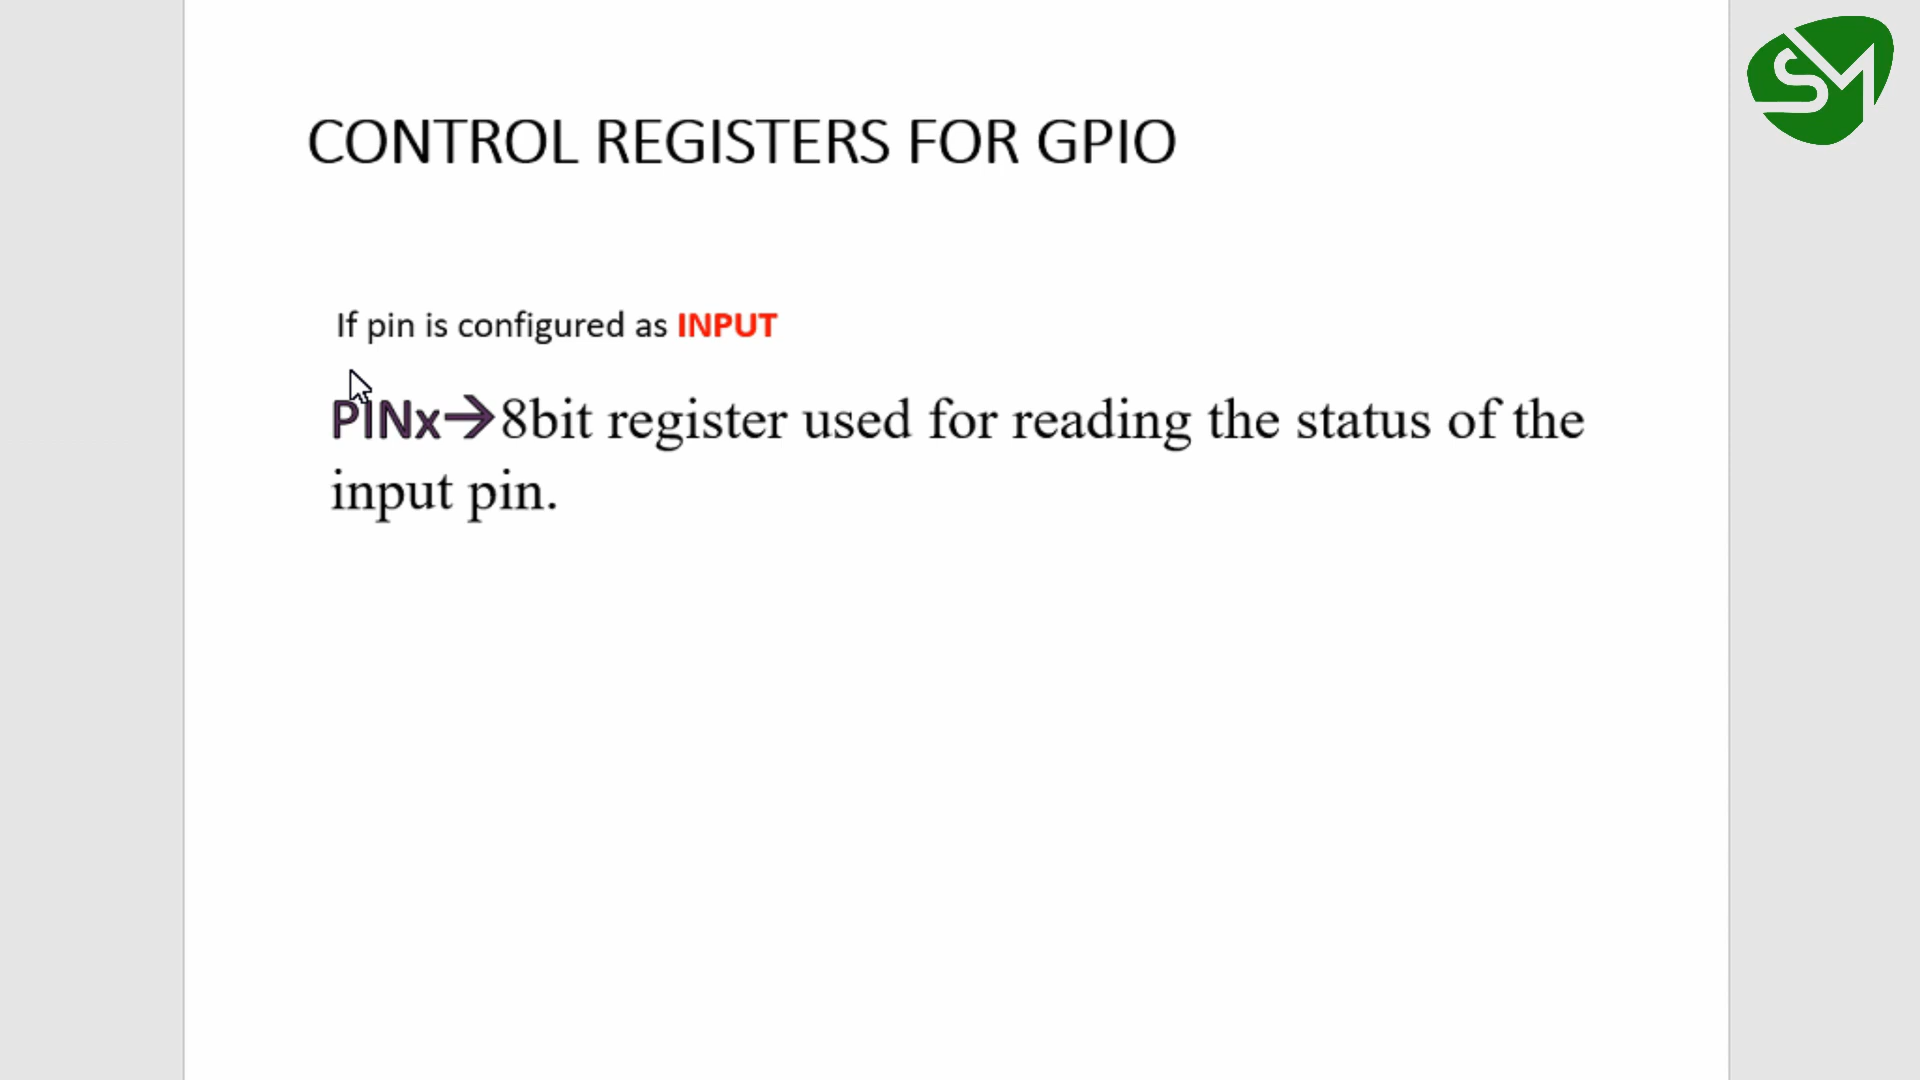 SM
CONTROL REGISTERS FOR GPIO
If pin is configured as INPUT
PINx→8bit register used for reading the status of the
input pin.